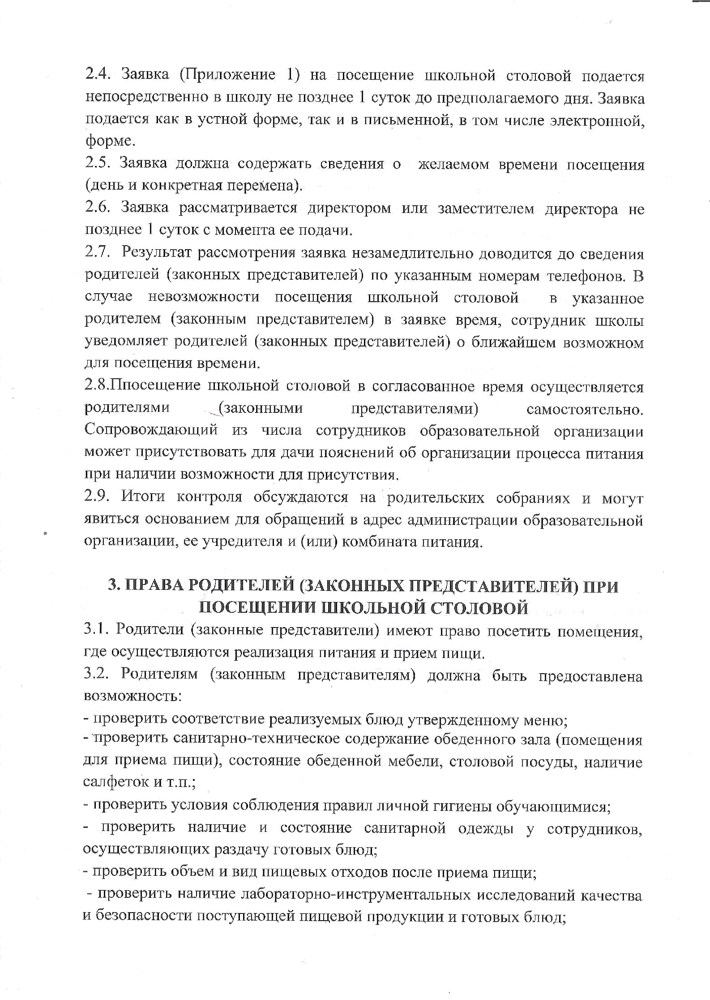 2.4. Заявка (Приложение 1) на посещение школьной столовой подается
непосредственно в школу не позднее 1 суток до предполагаемого дня. Заявка
подается как в устной форме, так и в письменной, в том числе электронной,
форме.
2.5. Заявка должна содержать сведения о желаемом времени посещения
(день и конкретная перемена).
2.6. Заявка рассматривается директором или заместителем директора не
позднее 1 суток с момента ее подачи.
2.7. Результат рассмотрения заявка незамедлительно доводится до сведения
родителей (законных представителей) по указанным номерам телефонов. В
случае невозможности посещения школьной столовой в указанное
родителем (законным представителем) в заявке время, сотрудник школы
уведомляет родителей (законных представителей) о ближайшем возможном
для посещения времени.
2.8.Ппосещение школьной столовой в согласованное время осуществляется
родителями (законными представителями) самостоятельно.
Сопровождающий из числа сотрудников образовательной организации
может присутствовать для дачи пояснений об организации процесса питания
при наличии возможности для присутствия.
2.9. Итоги контроля обсуждаются на родительских собраниях и могут
явиться основанием для обращений в адрес администрации образовательной
организации, ее учредителя и (или) комбината питания.
3. ПРАВА РОДИТЕЛЕЙ (ЗАКОННЫХ ПРЕДСТАВИТЕЛЕЙ) ПРИ
ПОСЕЩЕНИИ ШКОЛЬНОЙ СТОЛОВОЙ
3.1. Родители (законные представители) имеют право посетить помещения,
где осуществляются реализация питания и прием пищи.
3.2. Родителям (законным представителям) должна быть предоставлена
возможность:
- проверить соответствие реализуемых блюд утвержденному меню;
- проверить санитарно-техническое содержание обеденного зала (помещения
для приема пищи), состояние обеденной мебели, столовой посуды, наличие
салфеток и т.п.;
- проверить условия соблюдения правил личной гигиены обучающимися;
- проверить наличие и состояние санитарной одежды у сотрудников,
осуществляющих раздачу готовых блюд;
- проверить объем и вид пищевых отходов после приема пищи;
- проверить наличие лабораторно-инструментальных исследований качества
и безопасности поступающей пищевой продукции и готовых блюд;